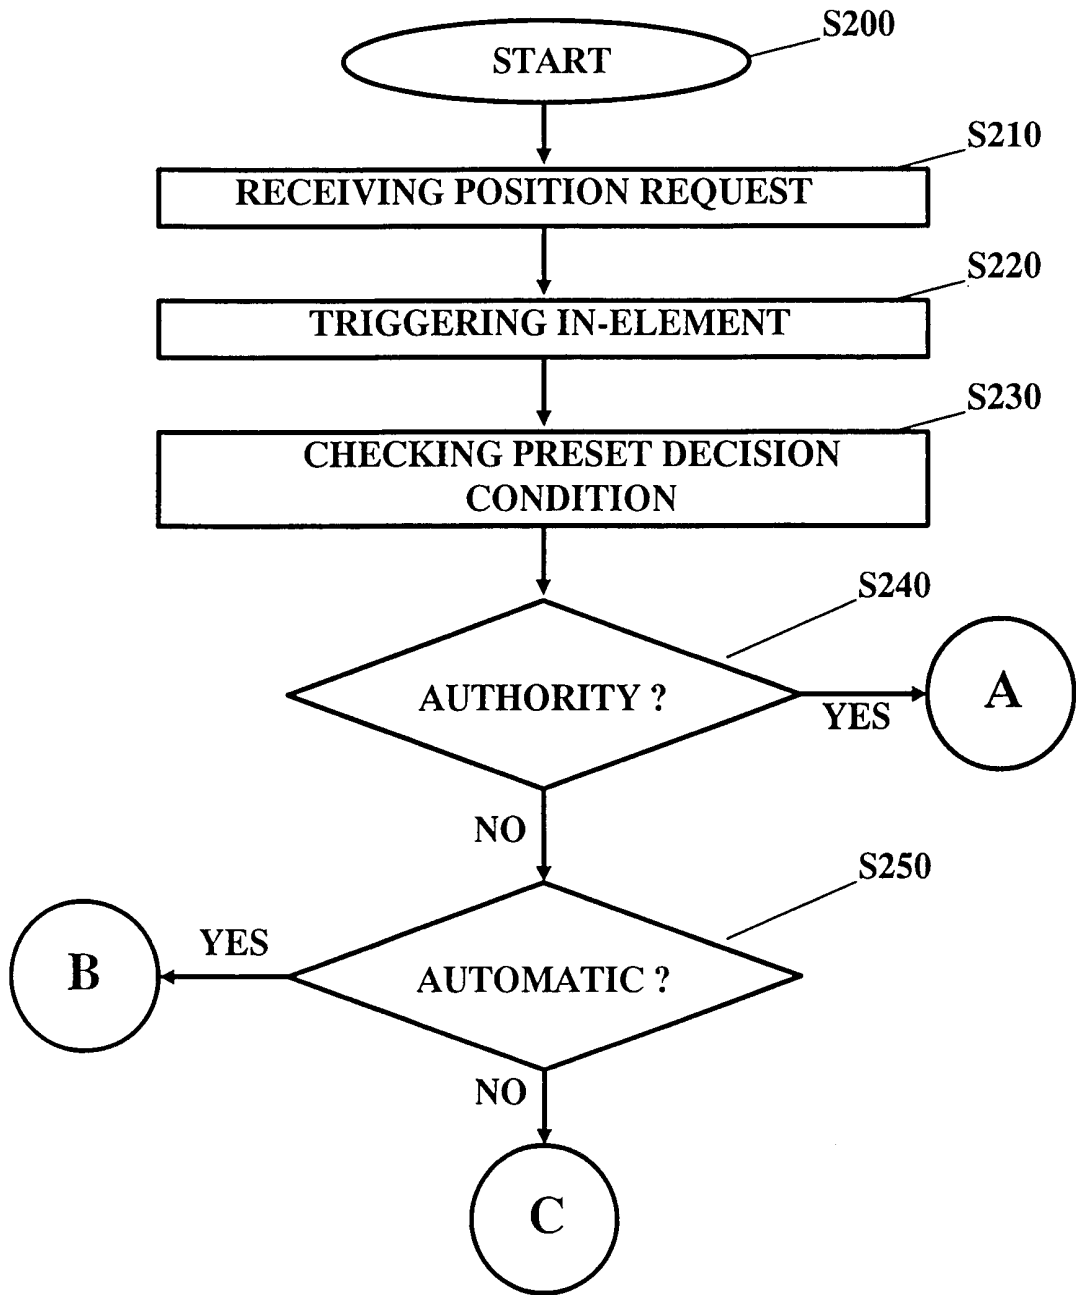 S200
START
S210
RECEIVING POSITION REQUEST
S220
TRIGGERING IN-ELEMENT
S230
CHECKING PRESET DECISION
CONDITION
S240
AUTHORITY ?
YES
A
NO
S250
AUTOMATIC ?
YES
B
NO
C